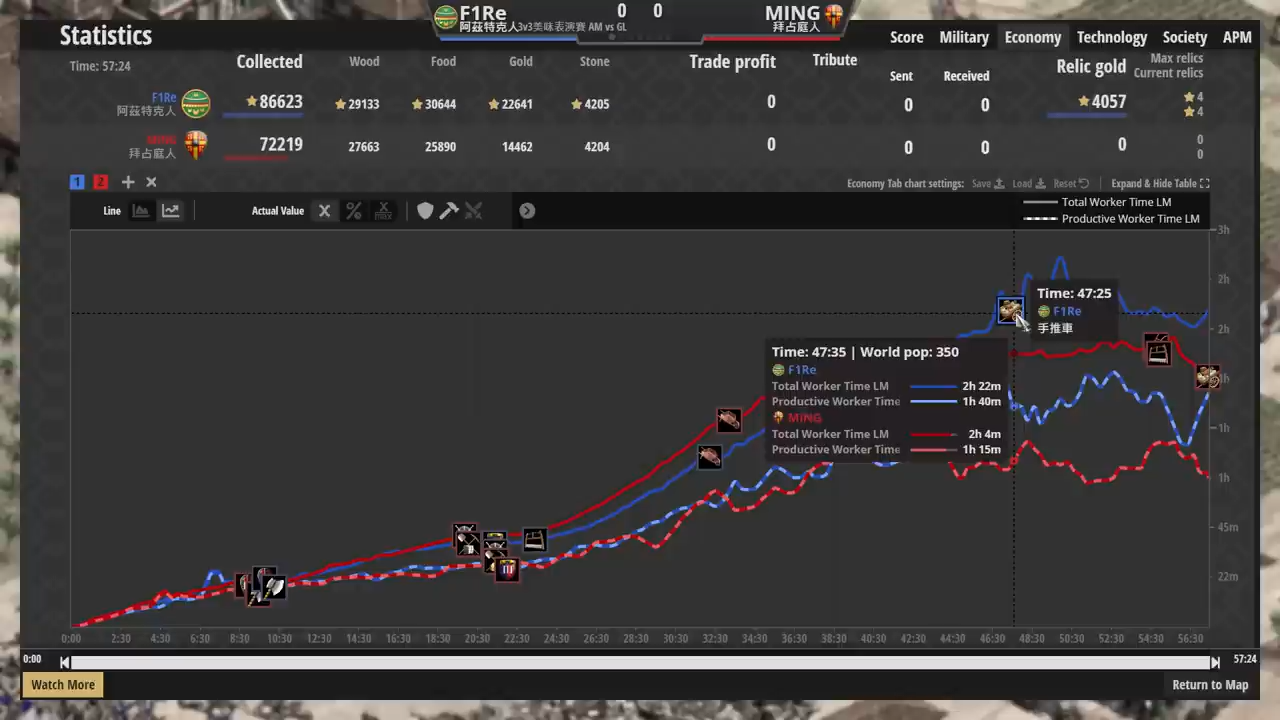 F1Re
0 0
MING
阿茲特克人3v3美味表演賽 AM vs GL
拜占庭人
Statistics
Score Military Economy Technology Society APM
Time: 57:24
Collected Wood Food Gold Stone Trade profit Tribute Sent Received Relic gold Max relics
Current relics
F1Re
阿茲特克人
86623 29133 30644 22641 4205 0 0 0 4057 4
4
MING
拜占庭人
72219 27663 25890 14462 4204 0 0 0 0 0
0
1 2 + ×
Economy Tab chart settings: Save Load Reset Expand & Hide Table
Line Actual Value X % X/MAX
Total Worker Time LM
Productive Worker Time LM
3h
2h
2h
1h
1h
1h
45m
22m
Time: 47:25
F1Re
手推車
Time: 47:35 | World pop: 350
F1Re
Total Worker Time LM 2h 22m
Productive Worker Time 1h 40m
MING
Total Worker Time LM 2h 4m
Productive Worker Time 1h 15m
0:00 2:30 4:30 6:30 8:30 10:30 12:30 14:30 16:30 18:30 20:30 22:30 24:30 26:30 28:30 30:30 32:30 34:30 36:30 38:30 40:30 42:30 44:30 46:30 48:30 50:30 52:30 54:30 56:30
0:00 57:24
Watch More
Return to Map